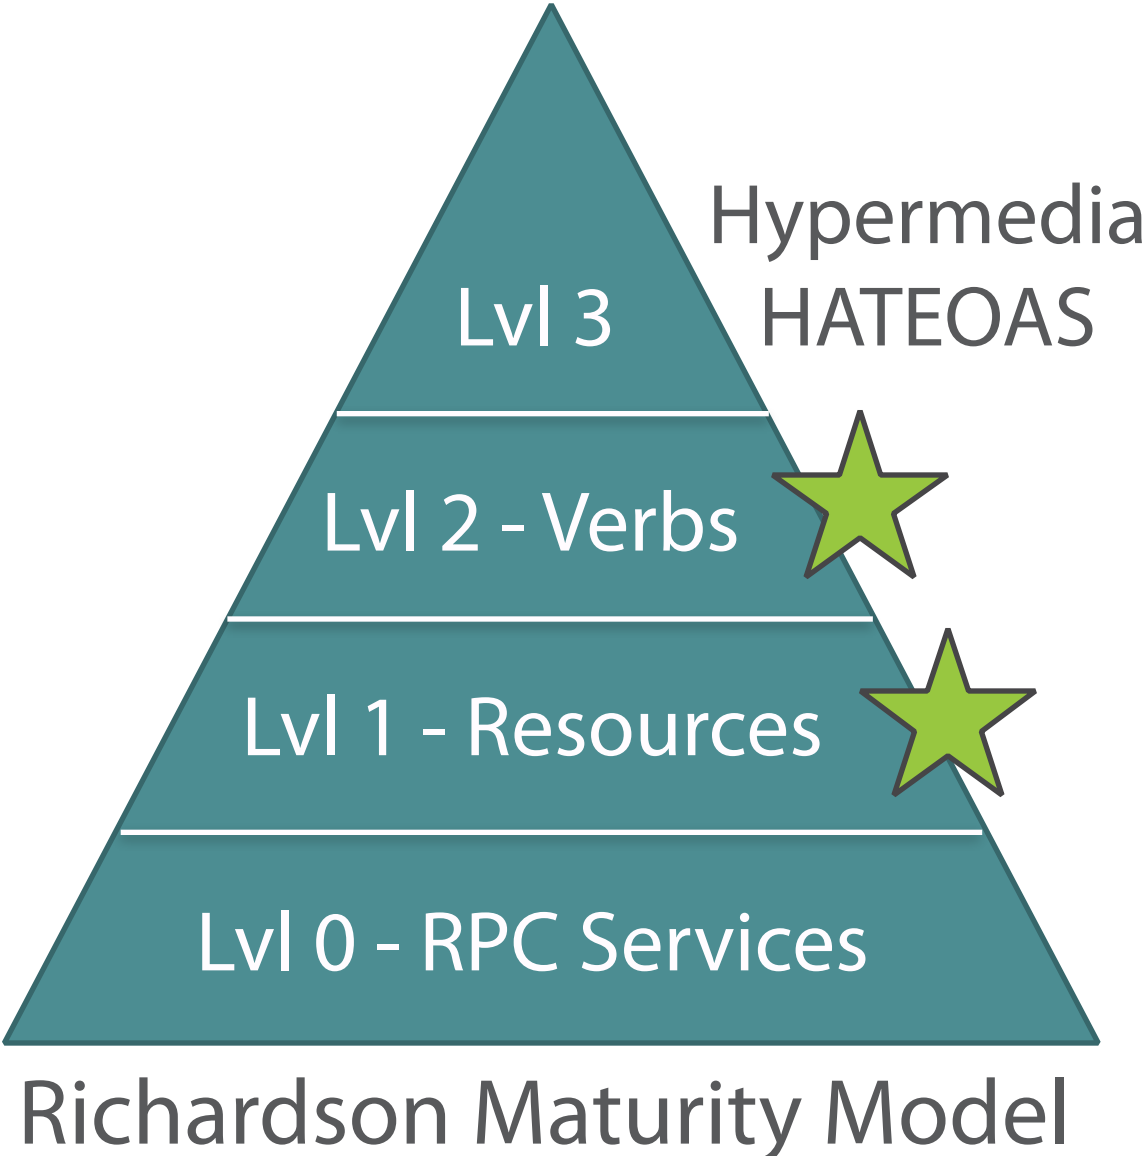 Hypermedia
HATEOAS
Lvl 3
Lvl 2 - Verbs
Lvl 1 - Resources
Lvl 0 - RPC Services
Richardson Maturity Model